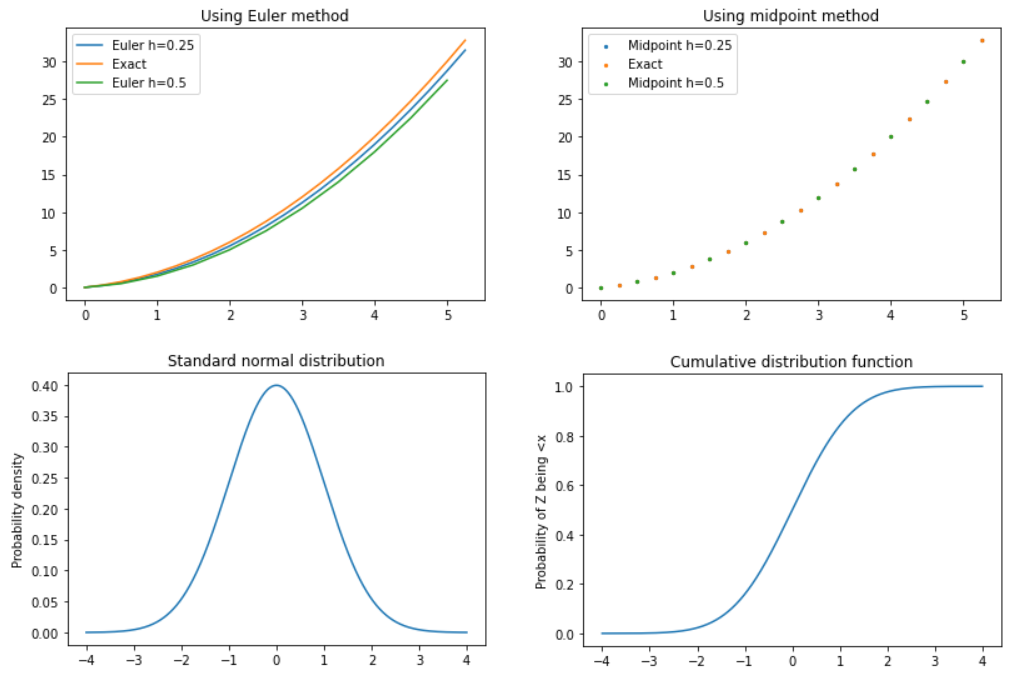 Using Euler method
Euler h=0.25
Exact
Euler h=0.5
30
25
20
15
10
5
0
0 1 2 3 4 5
Using midpoint method
Midpoint h=0.25
Exact
Midpoint h=0.5
30
25
20
15
10
5
0
0 1 2 3 4 5
Standard normal distribution
Probability density
0.40
0.35
0.30
0.25
0.20
0.15
0.10
0.05
0.00
−4 −3 −2 −1 0 1 2 3 4
Cumulative distribution function
Probability of Z being <x
1.0
0.8
0.6
0.4
0.2
0.0
−4 −3 −2 −1 0 1 2 3 4